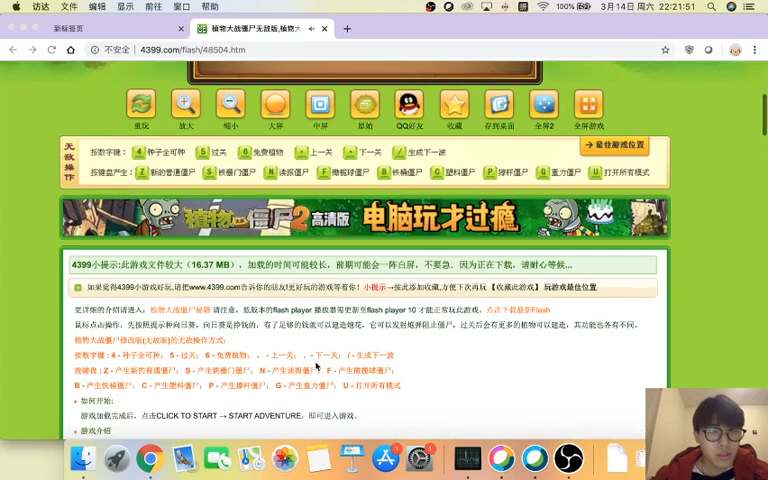 访达 文件 编辑 显示 前往 窗口 帮助 100% 3月14日 周六 22:21:51
新标签页 植物大战僵尸无敌版,植物大
不安全 4399.com/flash/48504.htm
重玩 放大 缩小 大屏 中屏 原始 QQ好友 收藏 存到桌面 全屏2 全屏游戏
无敌操作
按数字键: 4 种子全可种 5 过关 6 免费植物 . 上一关 . 下一关 / 生成下一波
最佳游戏位置
按键盘产生: Z 新的普通僵尸 S 铁栅门僵尸 N 读报僵尸 F 橄榄球僵尸 B 铁桶僵尸 C 塑料僵尸 P 撑杆僵尸 G 重力僵尸 U 打开所有模式
植物 僵尸2 高清版 电脑玩才过瘾
4399小提示:此游戏文件较大（16.37 MB），加载的时间可能较长，前期可能会一阵白屏，不要急。因为正在下载，请耐心等候...
如果觉得4399小游戏好玩,请把www.4399.com告诉你的朋友!更好玩的游戏等着你! 小提示→按此添加收藏,方便下次再玩【收藏此游戏】 玩游戏最佳位置
更详细的介绍请进入: 植物大战僵尸秘籍 请注意，低版本的flash player 播放器需更新至flash player 10 才能正常玩此游戏，点击下载最新Flash
鼠标点击操作，先按照提示种向日葵，向日葵是挣钱的，有了足够的钱就可以建造炮花，它可以发射炮弹阻止僵尸，过关后会有更多的植物可以建造，其功能也各有不同。
植物大战僵尸修改版(无敌版)的无敌操作方式:
按数字键: 4 - 种子全可种; 5 - 过关; 6 - 免费植物; 。 - 上一关; 。 - 下一关; / - 生成下一波
按键盘: Z - 产生新的普通僵尸; S - 产生铁栅门僵尸; N - 产生读报僵尸; F - 产生橄榄球僵尸;
B - 产生铁桶僵尸; C - 产生塑料僵尸; P - 产生撑杆僵尸; G - 产生重力僵尸; U - 打开所有模式
如何开始:
游戏加载完成后，点击CLICK TO START → START ADVENTURE，即可进入游戏。
游戏介绍